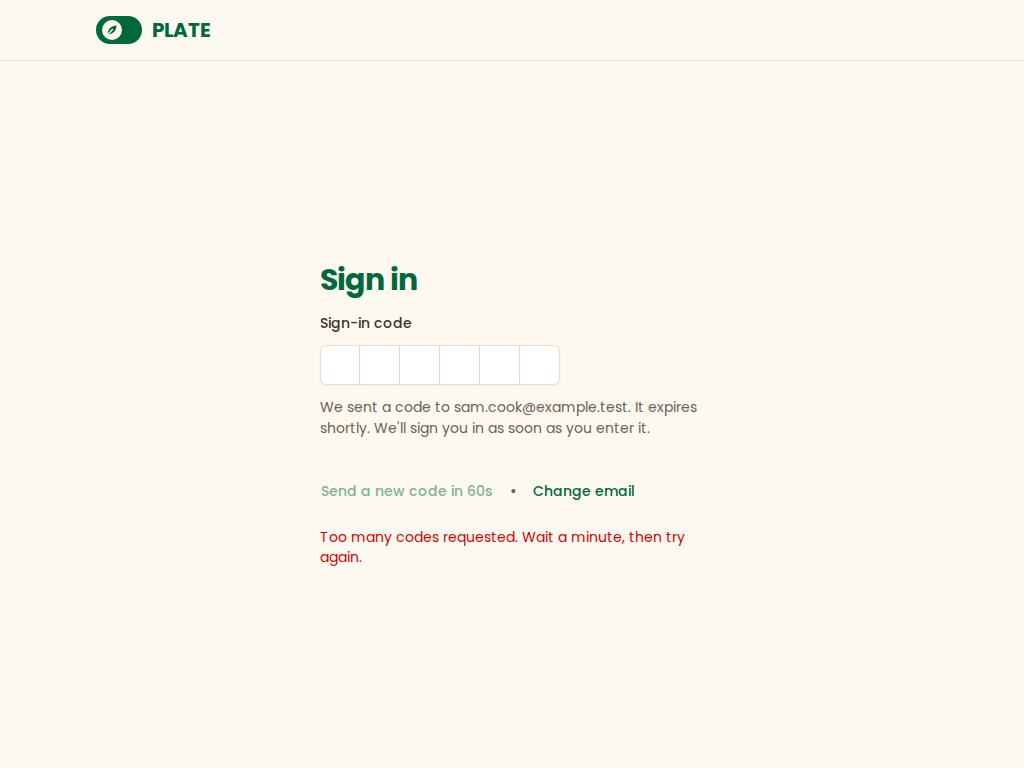 PLATE
Sign in
Sign-in code
We sent a code to sam.cook@example.test. It expires
shortly. We'll sign you in as soon as you enter it.
Send a new code in 60s • Change email
Too many codes requested. Wait a minute, then try
again.